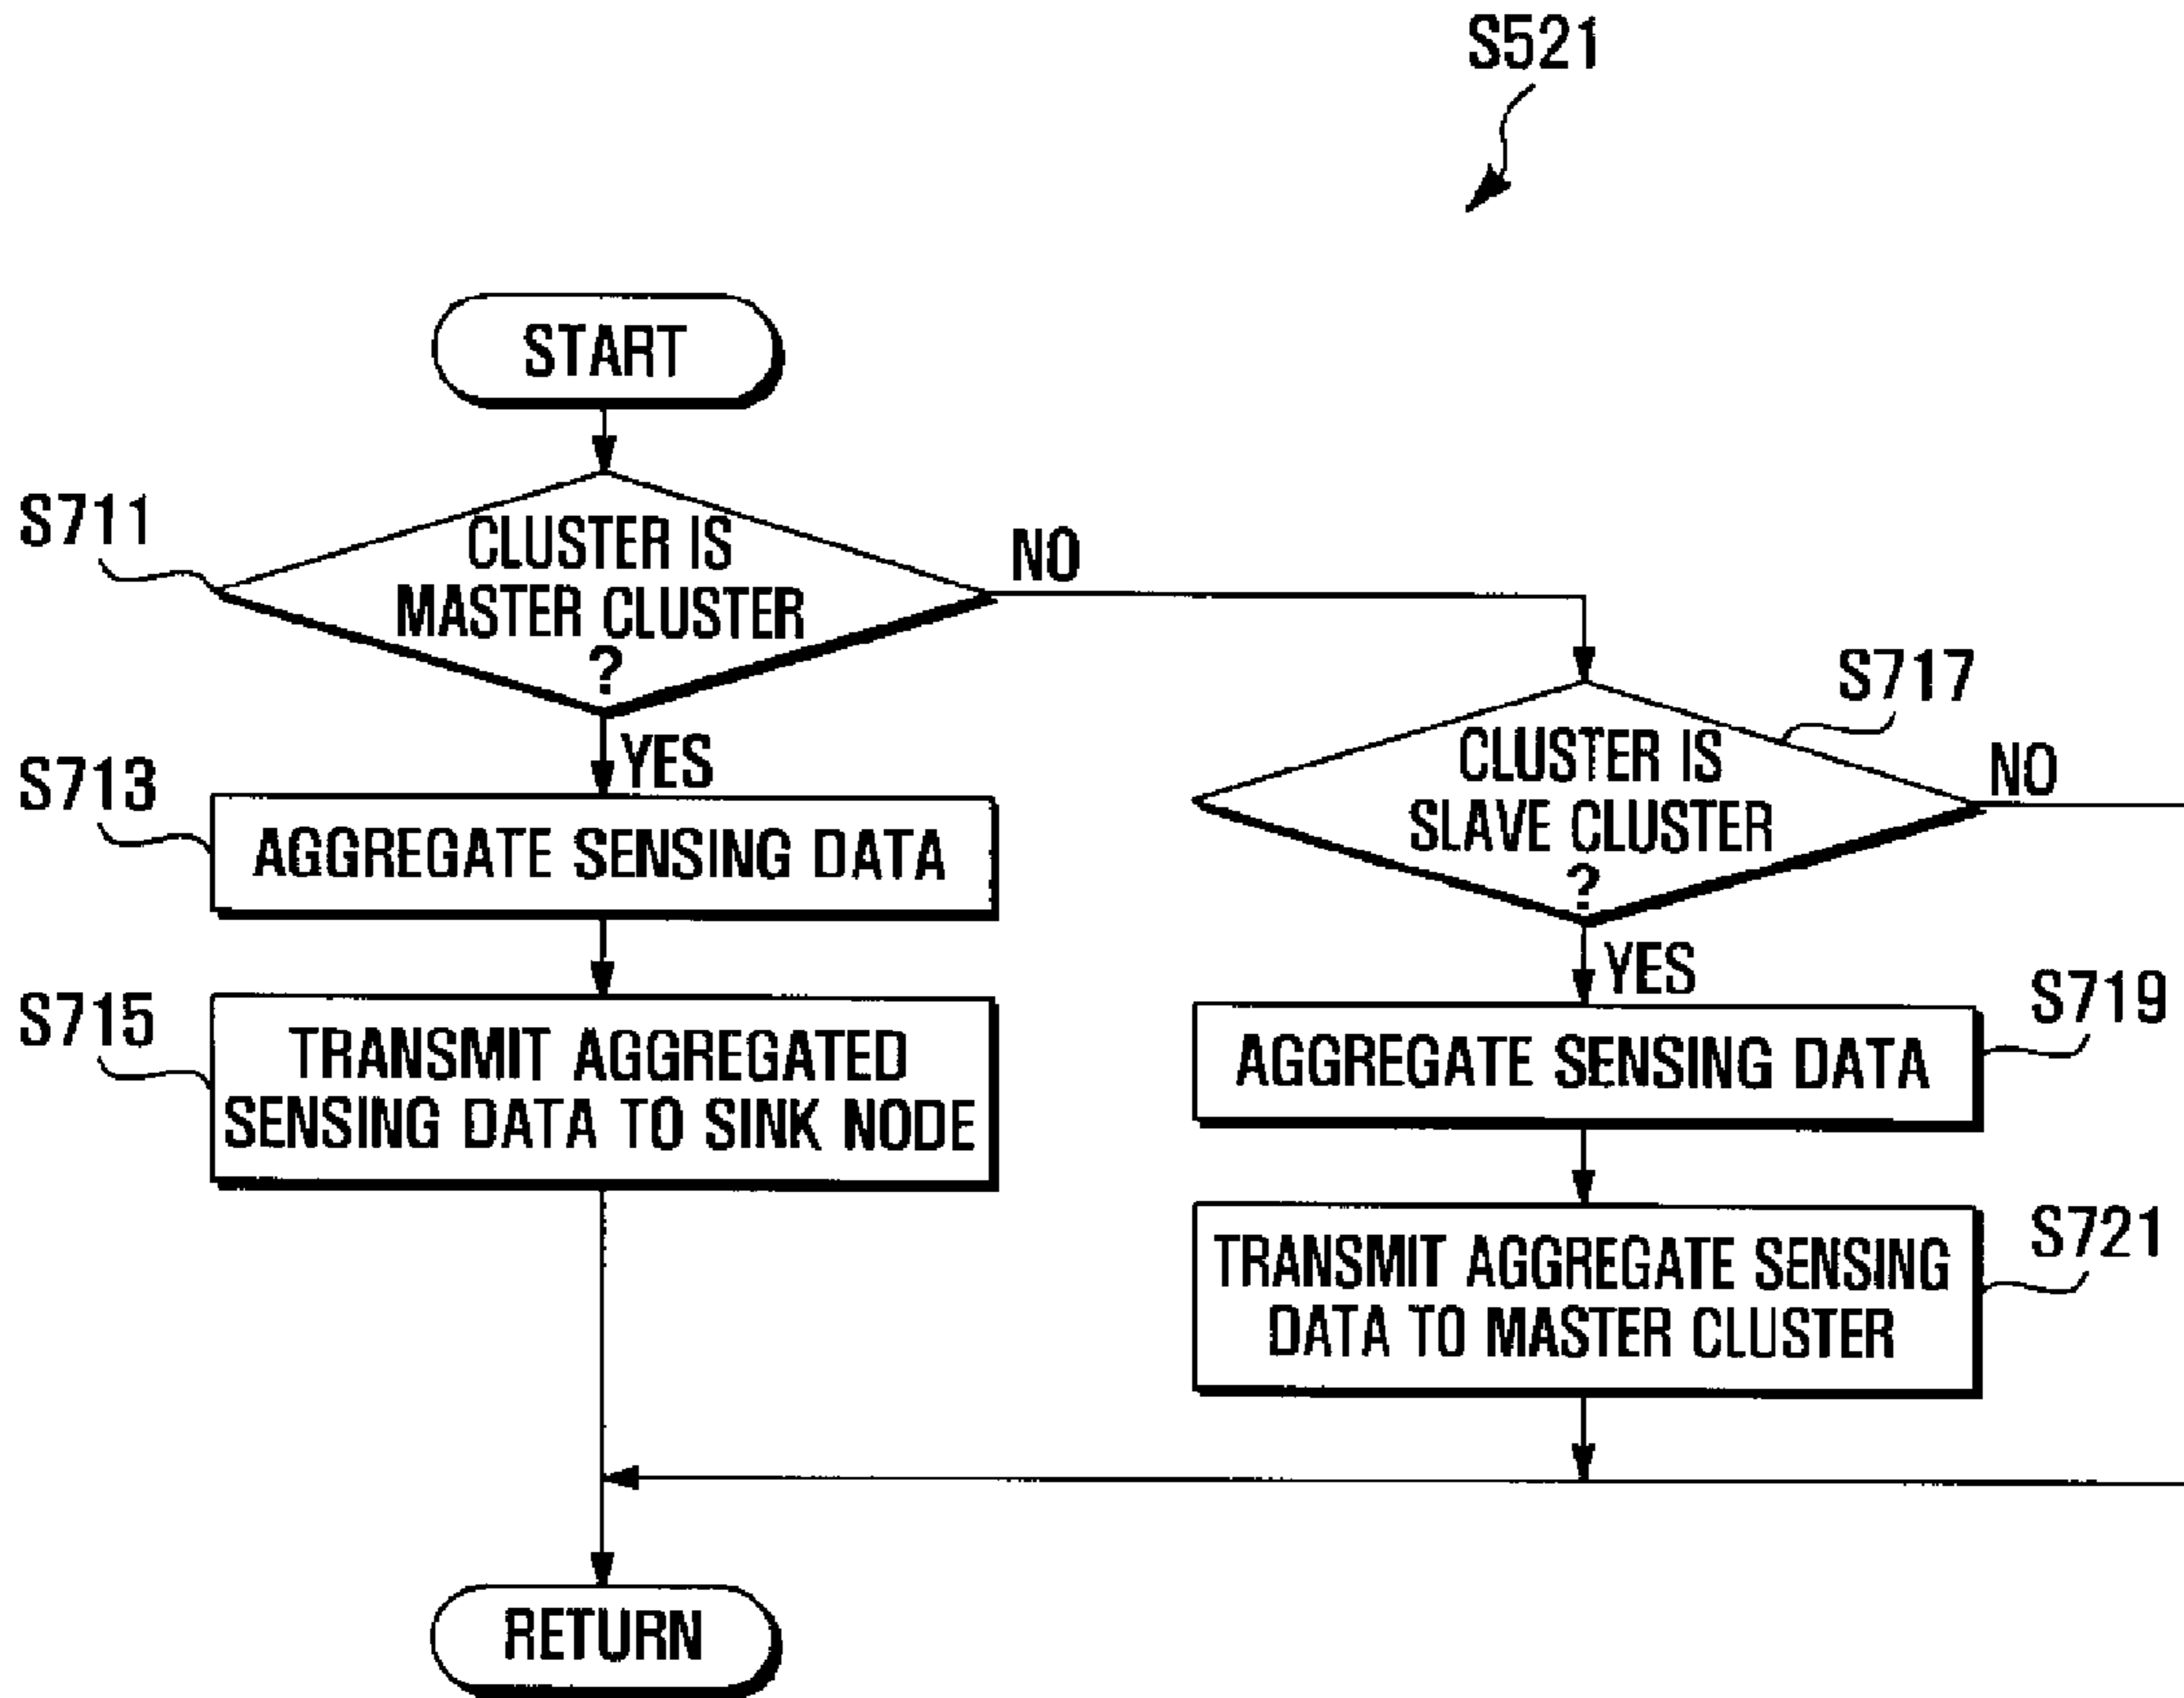 S521
START
S711
CLUSTER IS
MASTER CLUSTER
?
NO
YES
S713
AGGREGATE SENSING DATA
S715
TRANSMIT AGGREGATED
SENSING DATA TO SINK NODE
S717
CLUSTER IS
SLAVE CLUSTER
?
NO
YES
S719
AGGREGATE SENSING DATA
S721
TRANSMIT AGGREGATE SENSING
DATA TO MASTER CLUSTER
RETURN